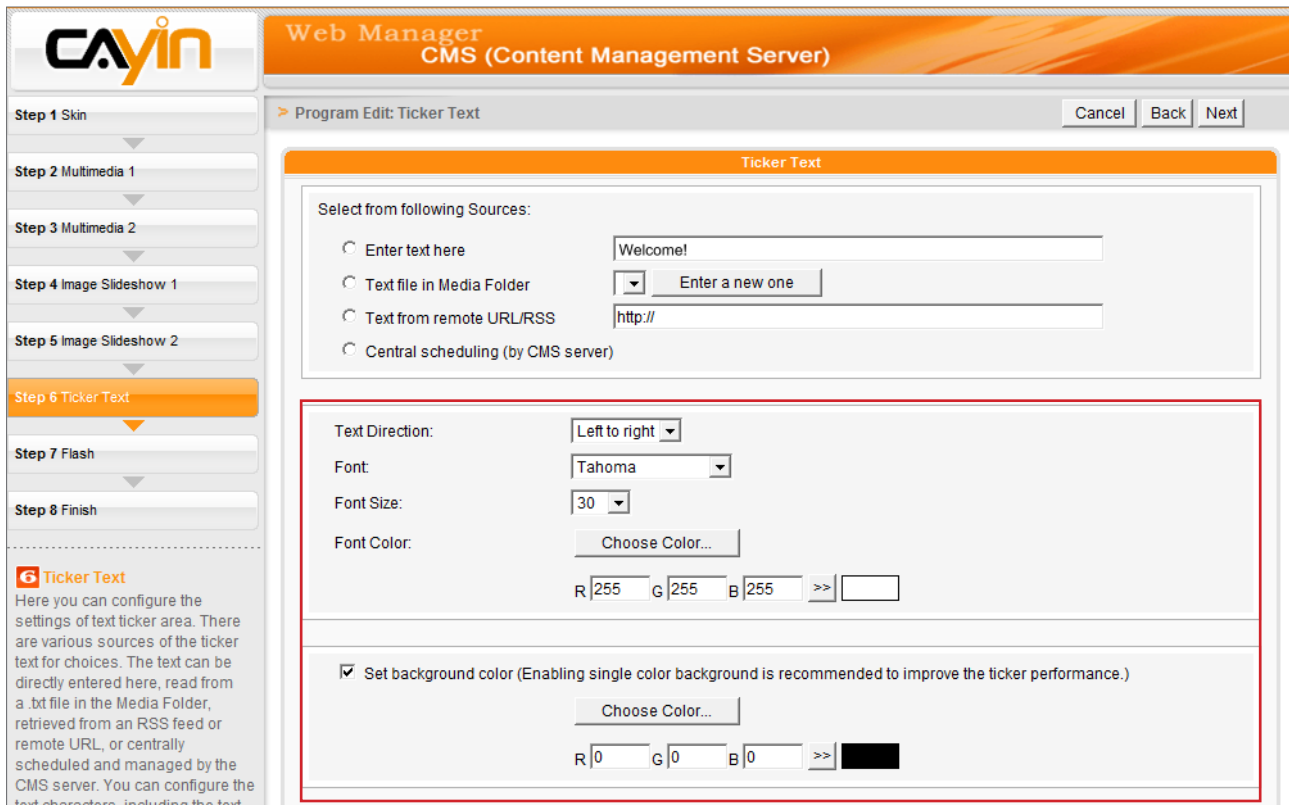 CAYIN
Web Manager
CMS (Content Management Server)
Step 1 Skin
Step 2 Multimedia 1
Step 3 Multimedia 2
Step 4 Image Slideshow 1
Step 5 Image Slideshow 2
Step 6 Ticker Text
Step 7 Flash
Step 8 Finish
6 Ticker Text
Here you can configure the
settings of text ticker area. There
are various sources of the ticker
text for choices. The text can be
directly entered here, read from
a .txt file in the Media Folder,
retrieved from an RSS feed or
remote URL, or centrally
scheduled and managed by the
CMS server. You can configure the
text characters, including the text
> Program Edit: Ticker Text
Cancel Back Next
Ticker Text
Select from following Sources:
Enter text here Welcome!
Text file in Media Folder Enter a new one
Text from remote URL/RSS http://
Central scheduling (by CMS server)
Text Direction: Left to right
Font: Tahoma
Font Size: 30
Font Color: Choose Color...
R 255 G 255 B 255 >>
Set background color (Enabling single color background is recommended to improve the ticker performance.)
Choose Color...
R 0 G 0 B 0 >>